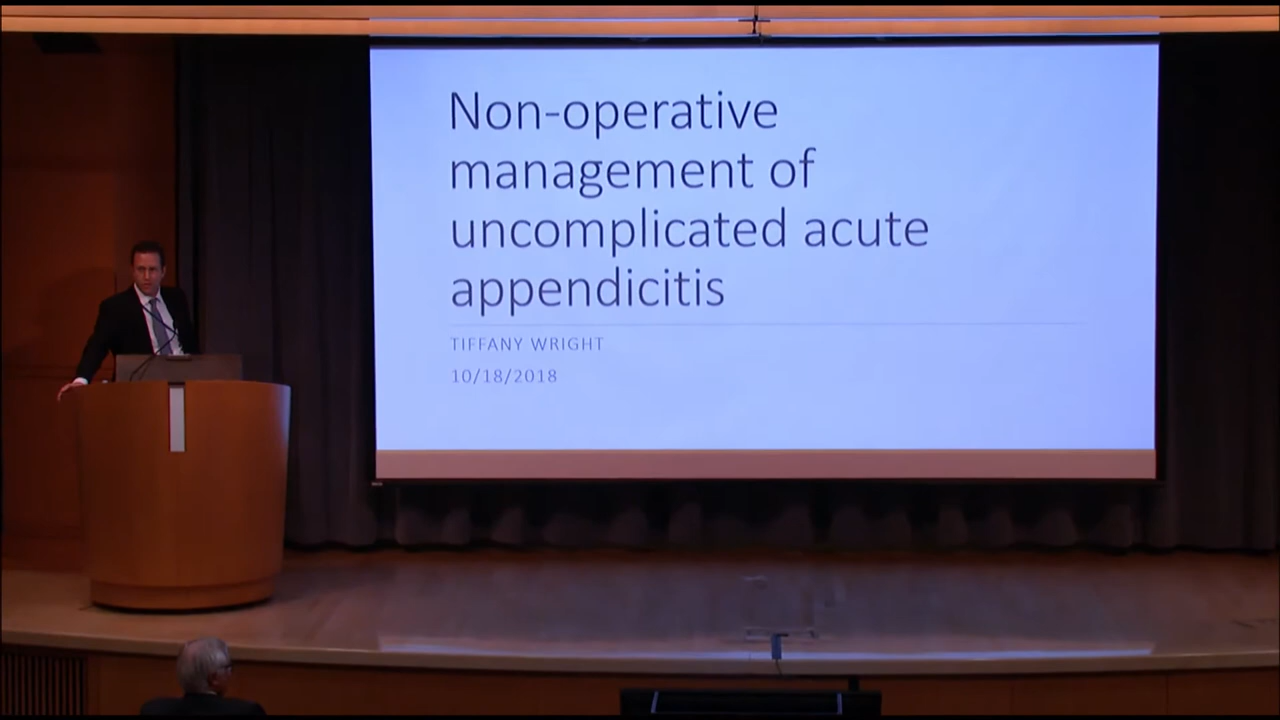 Non-operative
management of
uncomplicated acute
appendicitis
TIFFANY WRIGHT
10/18/2018